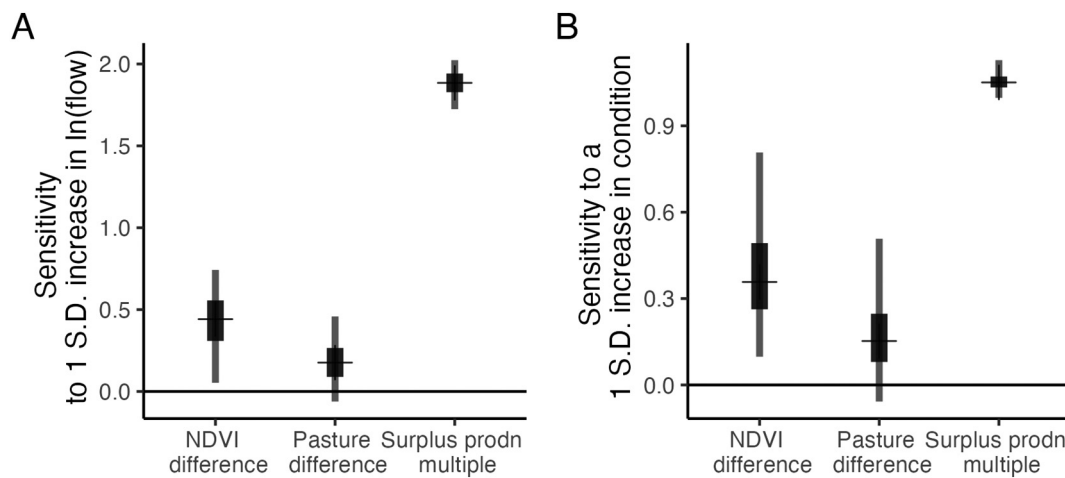 A
Sensitivity
to 1 S.D. increase in ln(flow)
2.0
1.5
1.0
0.5
0.0
NDVI
difference
Pasture
difference
Surplus prodn
multiple
B
Sensitivity to a
1 S.D. increase in condition
0.9
0.6
0.3
0.0
NDVI
difference
Pasture
difference
Surplus prodn
multiple